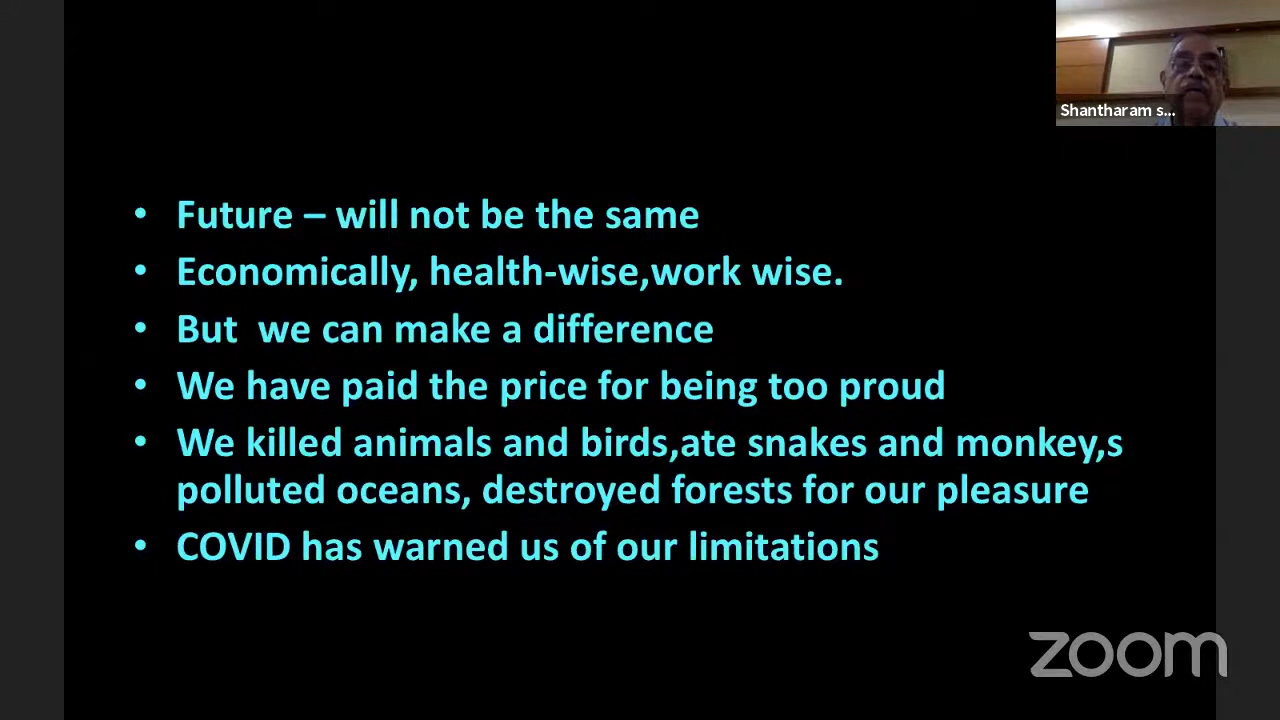 Shantharam s...
• Future – will not be the same
• Economically, health-wise,work wise.
• But  we can make a difference
• We have paid the price for being too proud
• We killed animals and birds,ate snakes and monkey,s
polluted oceans, destroyed forests for our pleasure
• COVID has warned us of our limitations
zoom